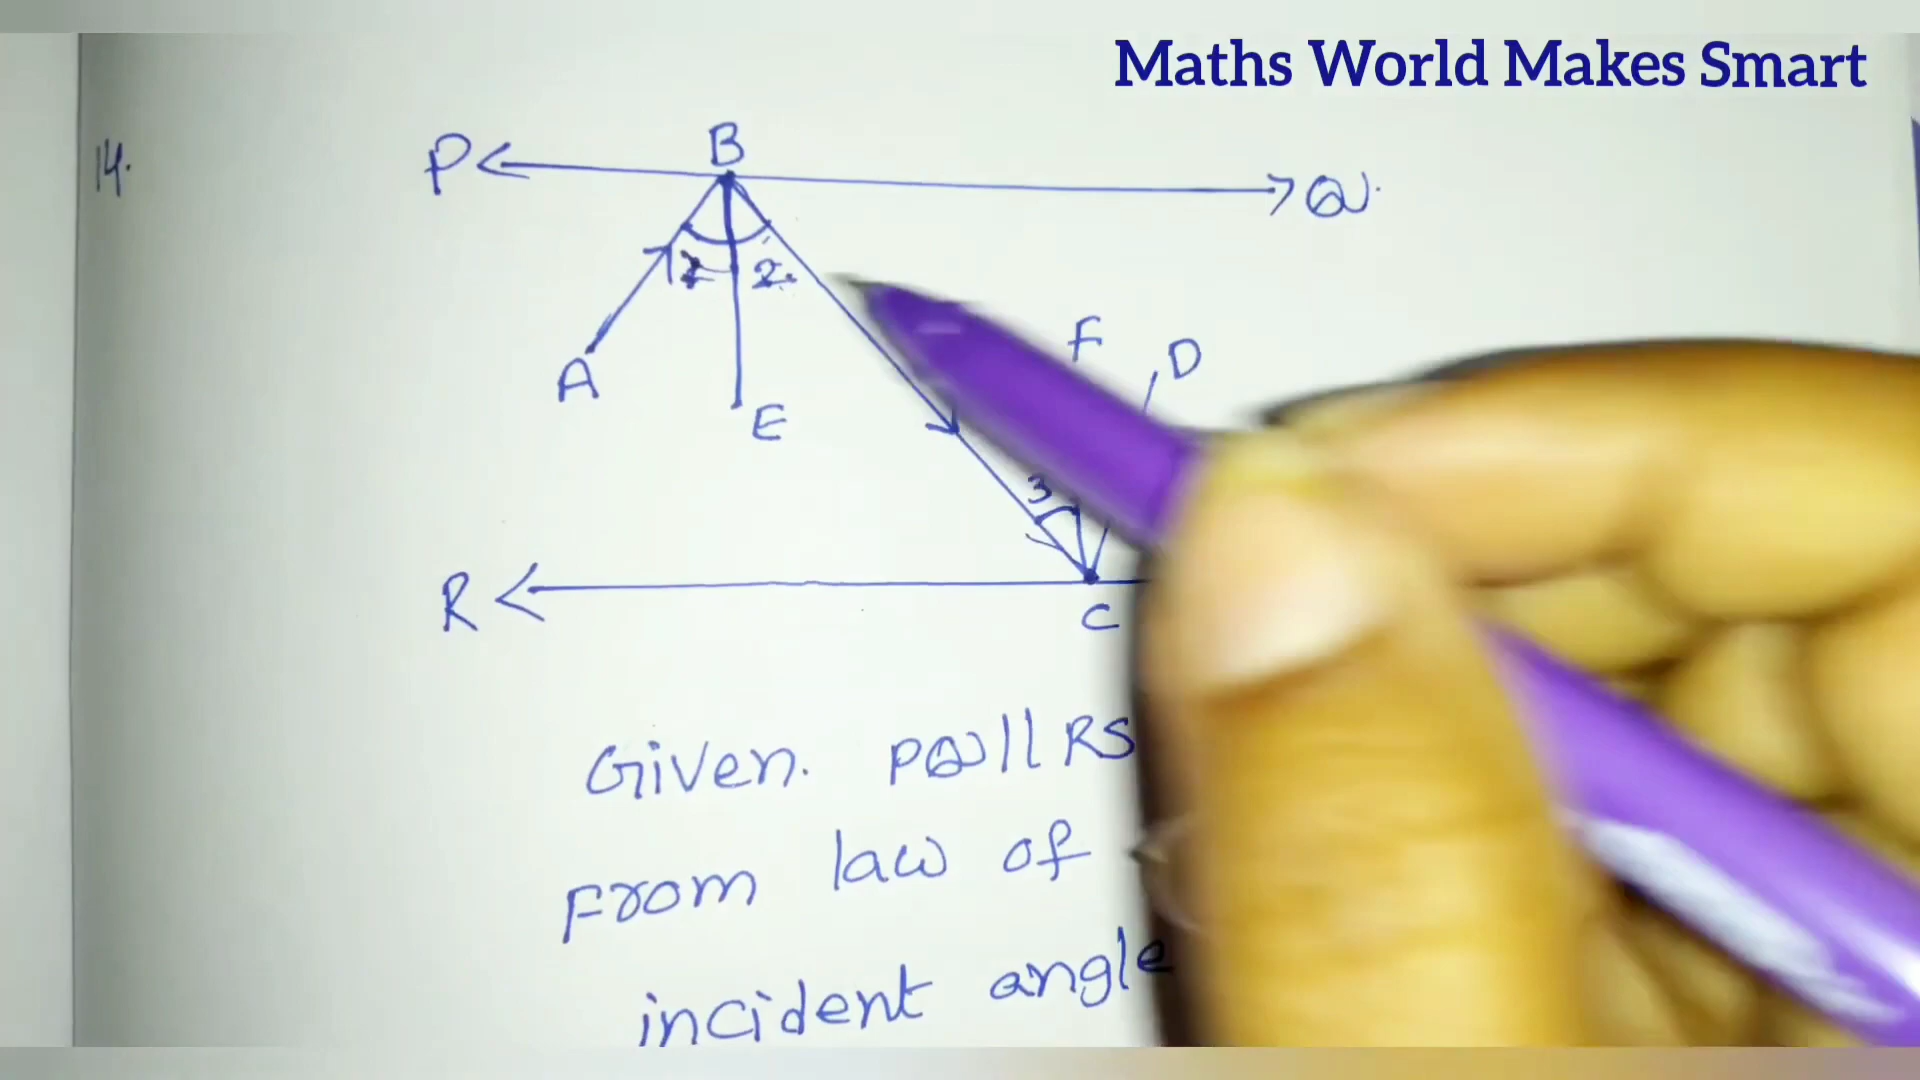 Maths World Makes Smart
14.
P B Q.
1 2.
A E
F D
3
R C
Given. PQ || RS
From law of
incident angle